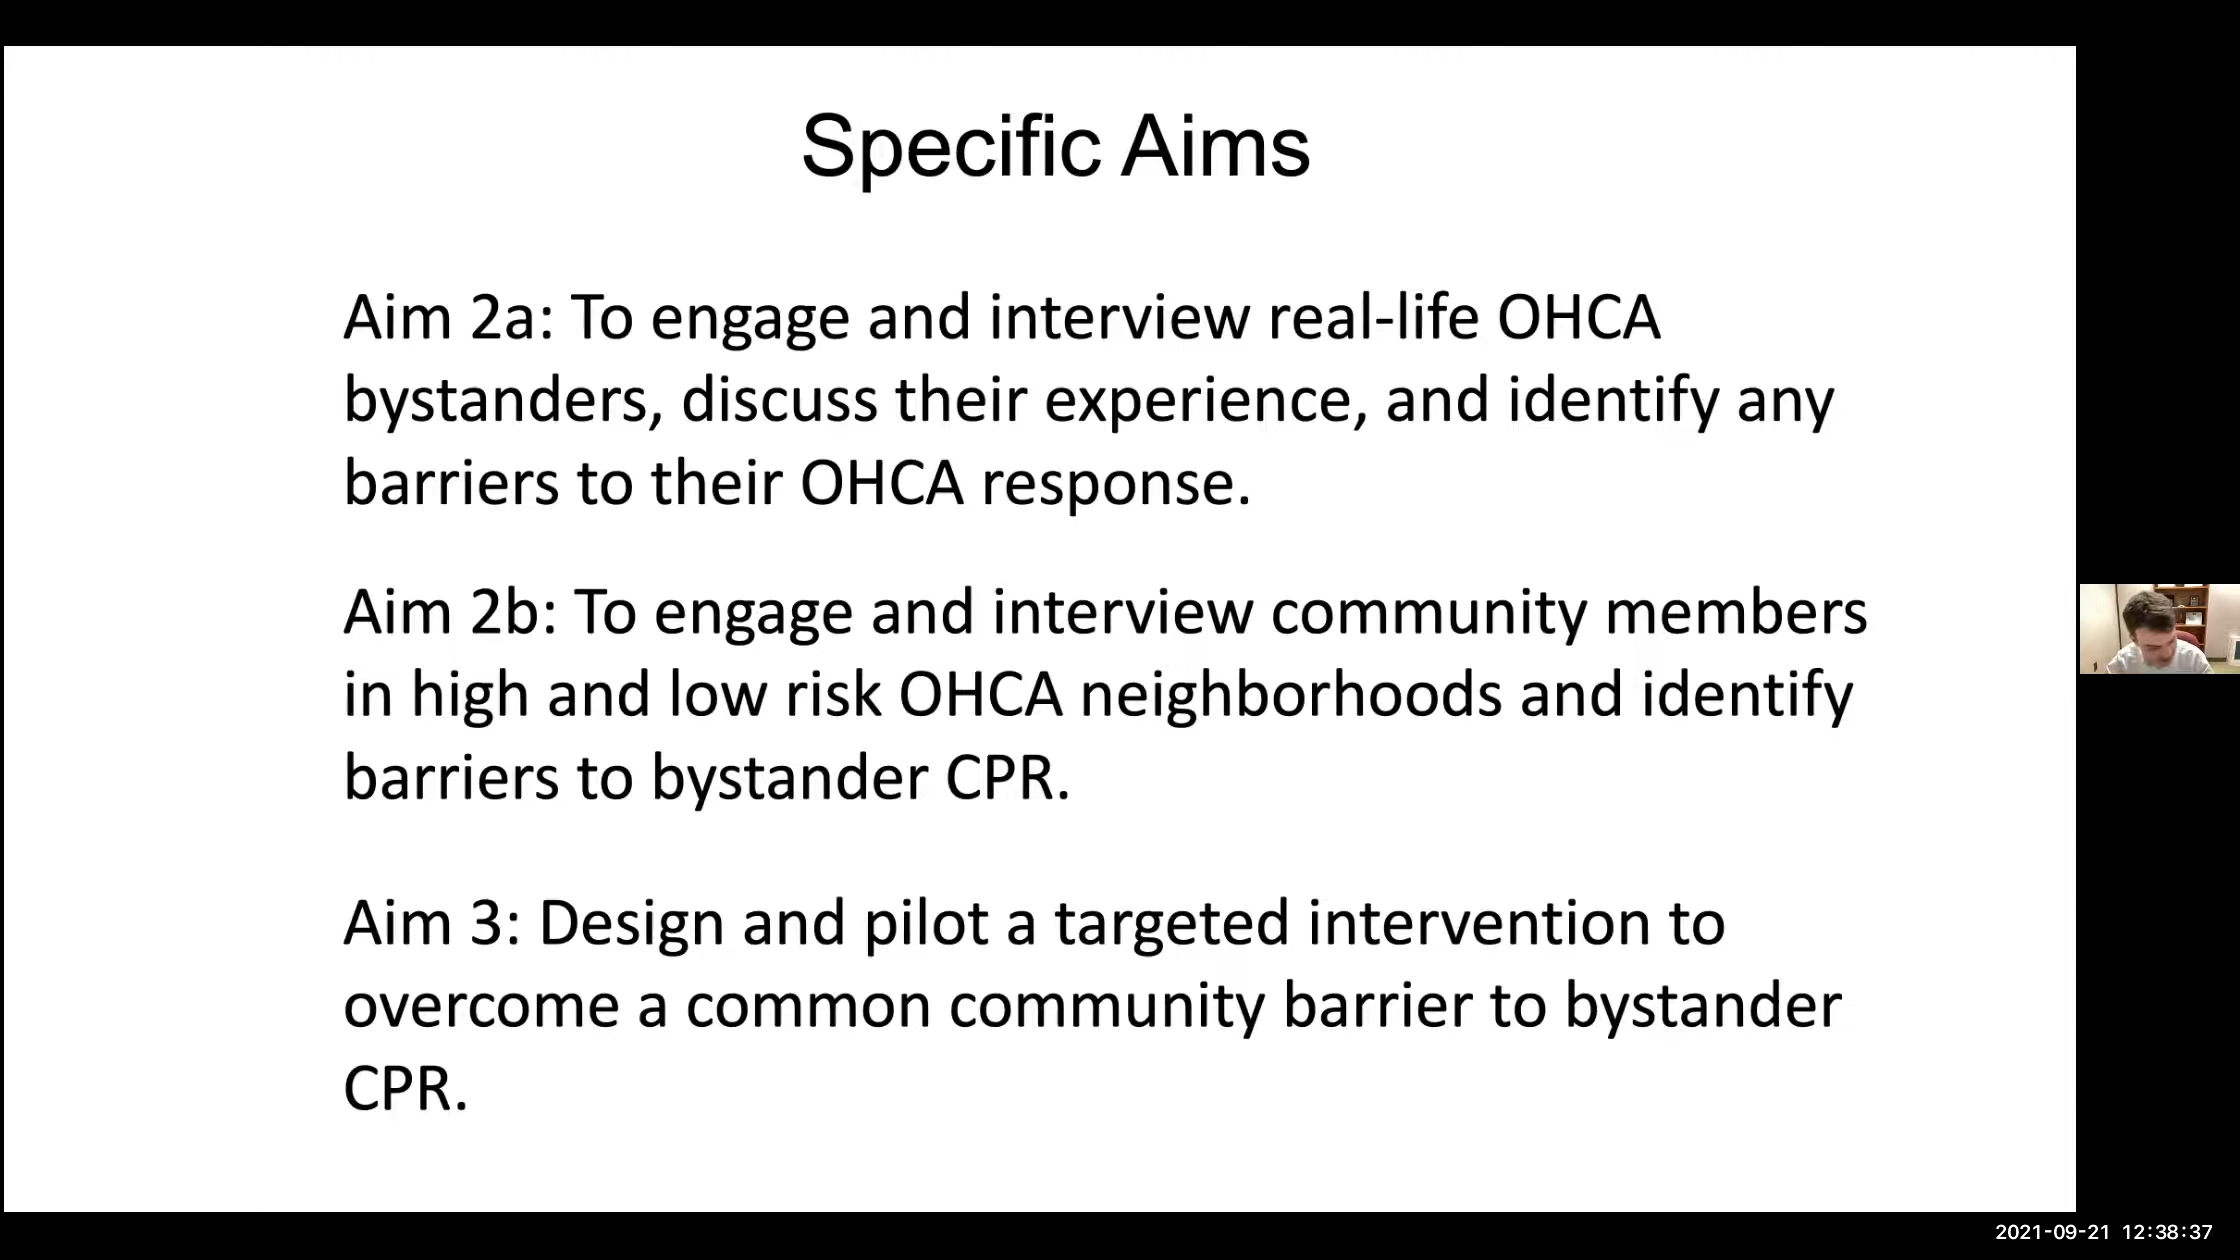 Specific Aims
Aim 2a: To engage and interview real-life OHCA
bystanders, discuss their experience, and identify any
barriers to their OHCA response.
Aim 2b: To engage and interview community members
in high and low risk OHCA neighborhoods and identify
barriers to bystander CPR.
Aim 3: Design and pilot a targeted intervention to
overcome a common community barrier to bystander
CPR.
2021-09-21 12:38:37